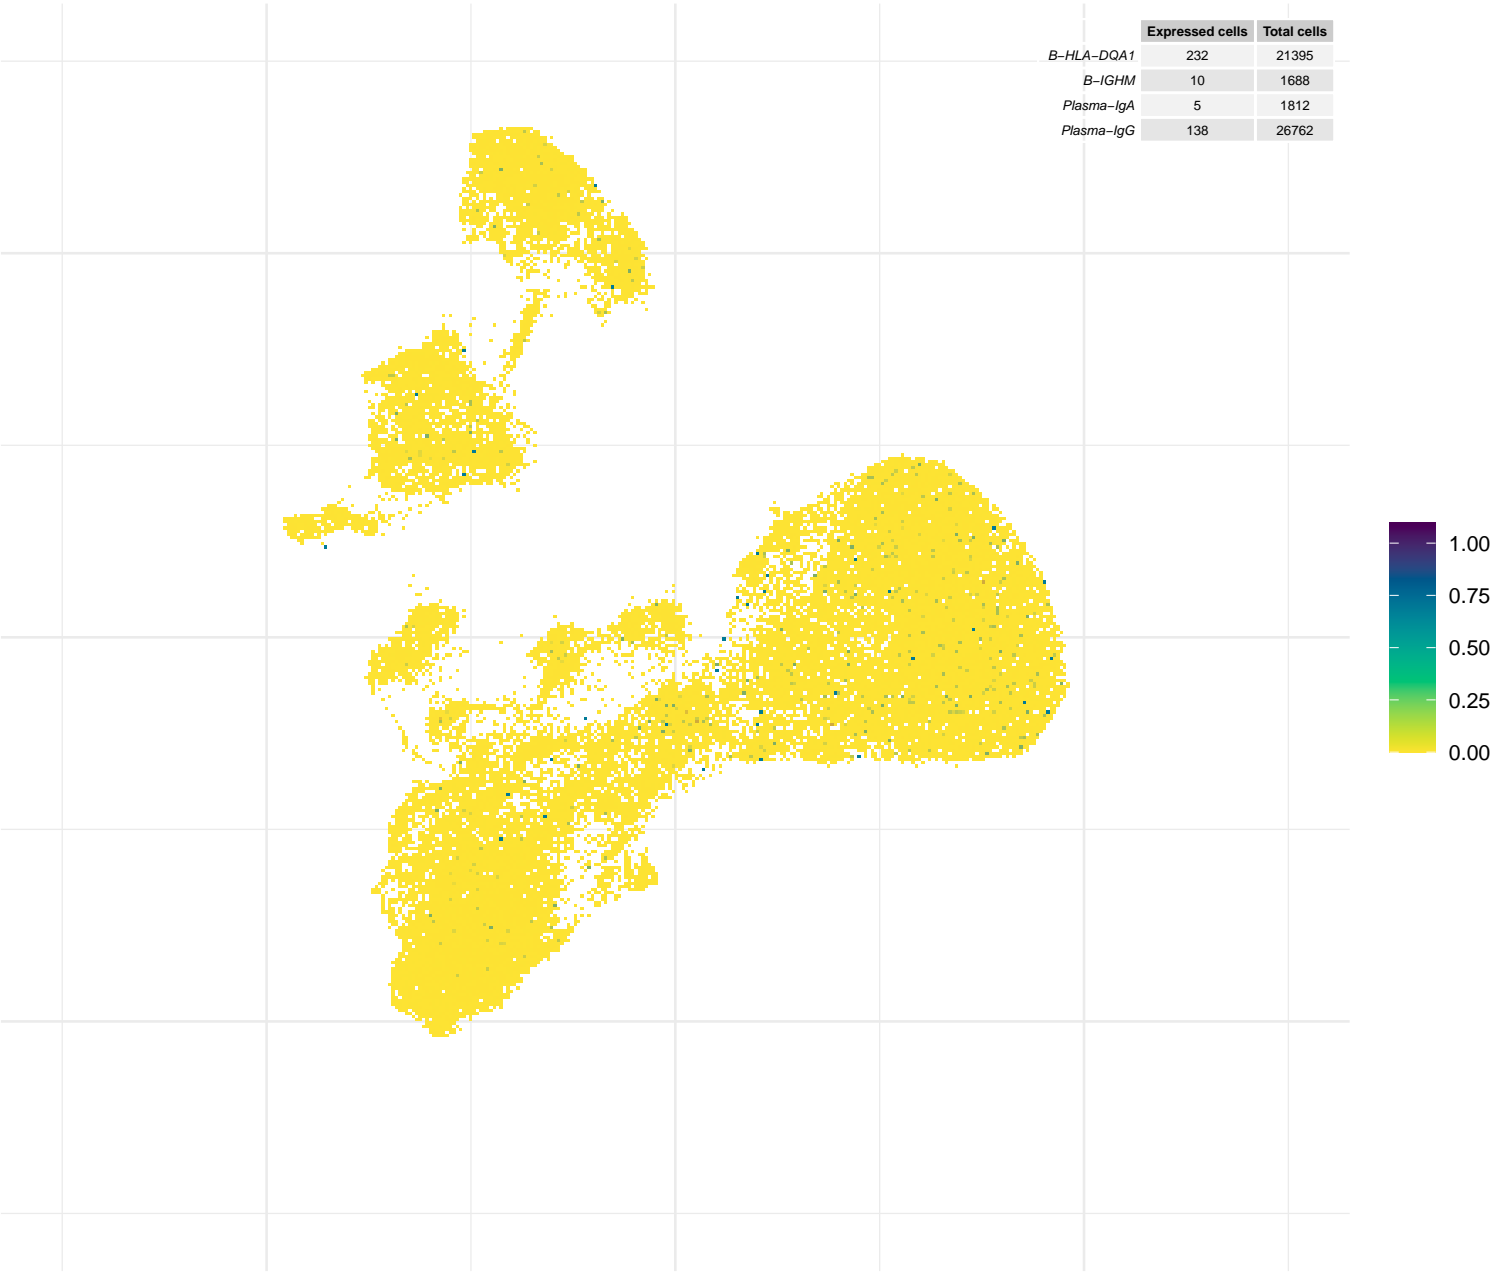 Expressed cells Total cells
B-HLA-DQA1 232 21395
B-IGHM 10 1688
Plasma-IgA 5 1812
Plasma-IgG 138 26762
1.00
0.75
0.50
0.25
0.00